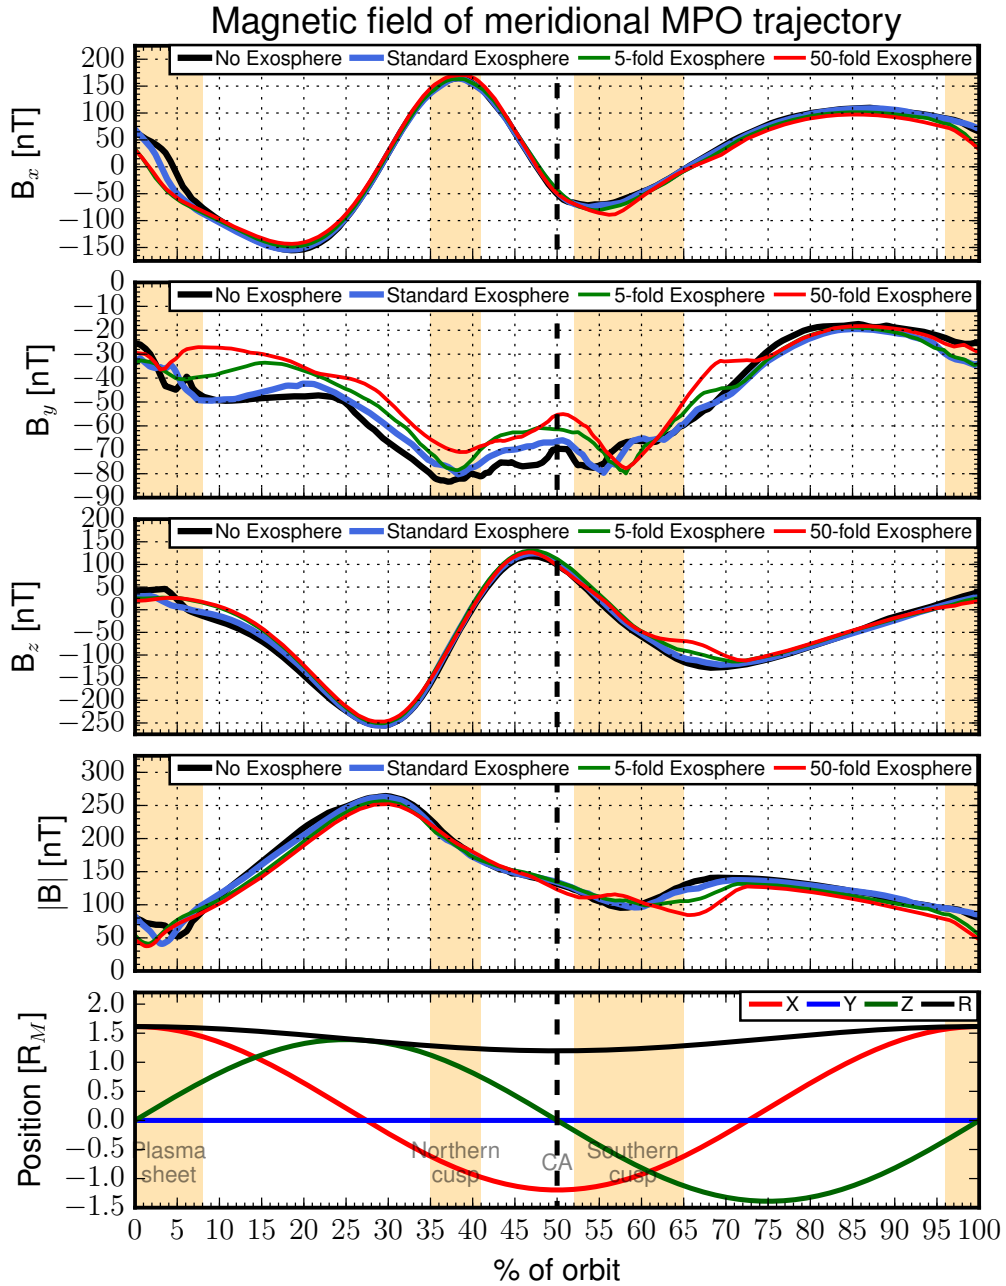 Magnetic field of meridional MPO trajectory
No Exosphere Standard Exosphere 5-fold Exosphere 50-fold Exosphere
B_x [nT]
200
150
100
50
0
−50
−100
−150
No Exosphere Standard Exosphere 5-fold Exosphere 50-fold Exosphere
B_y [nT]
0
−10
−20
−30
−40
−50
−60
−70
−80
−90
No Exosphere Standard Exosphere 5-fold Exosphere 50-fold Exosphere
B_z [nT]
200
150
100
50
0
−50
−100
−150
−200
−250
No Exosphere Standard Exosphere 5-fold Exosphere 50-fold Exosphere
|B| [nT]
300
250
200
150
100
50
0
X Y Z R
Position [R_M]
2.0
1.5
1.0
0.5
0.0
−0.5
−1.0
−1.5
Plasma
sheet
Northern
cusp
CA
Southern
cusp
0 5 10 15 20 25 30 35 40 45 50 55 60 65 70 75 80 85 90 95 100
% of orbit